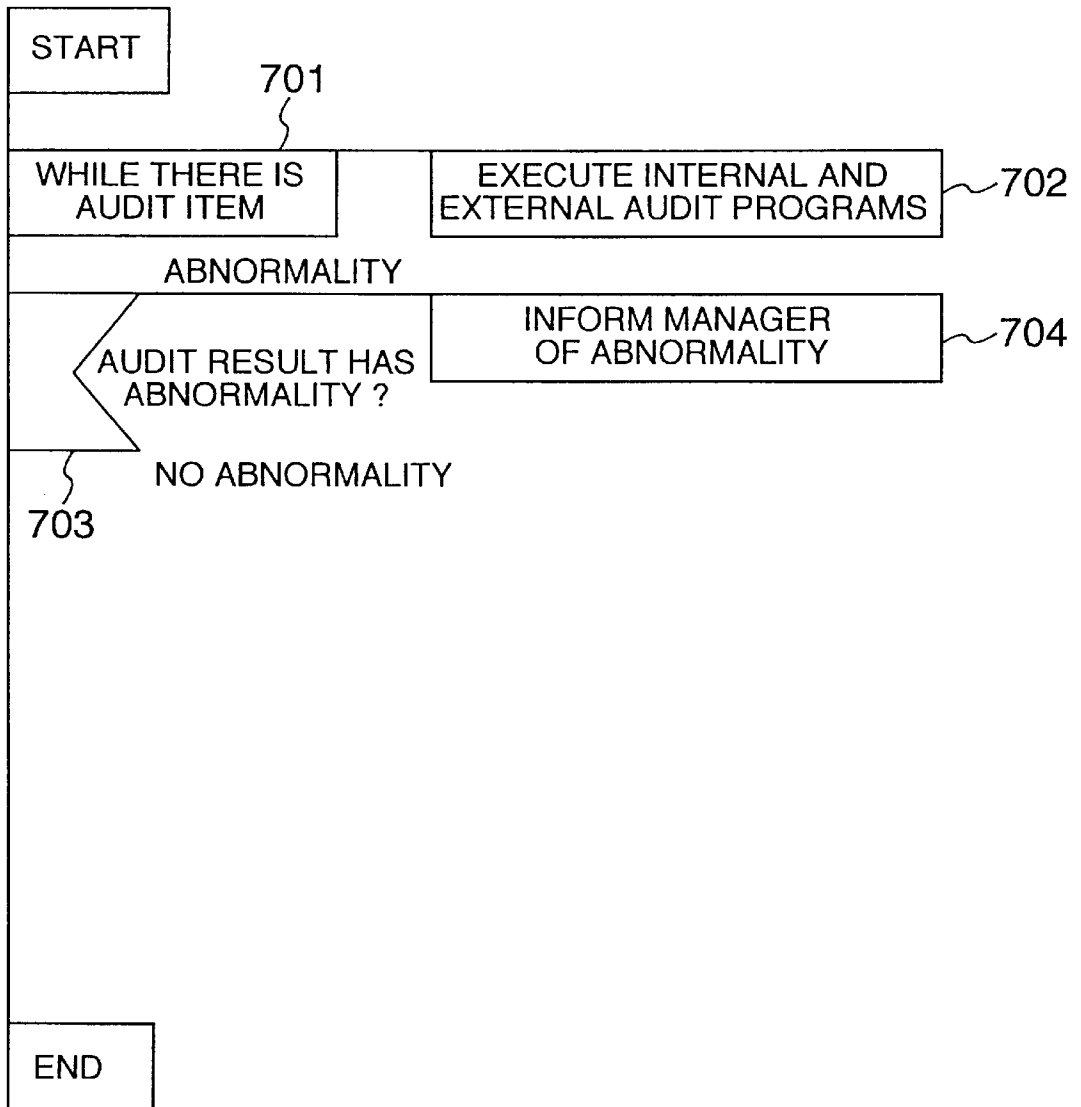 START
701
WHILE THERE IS
AUDIT ITEM
EXECUTE INTERNAL AND
EXTERNAL AUDIT PROGRAMS
702
ABNORMALITY
AUDIT RESULT HAS
ABNORMALITY ?
INFORM MANAGER
OF ABNORMALITY
704
NO ABNORMALITY
703
END